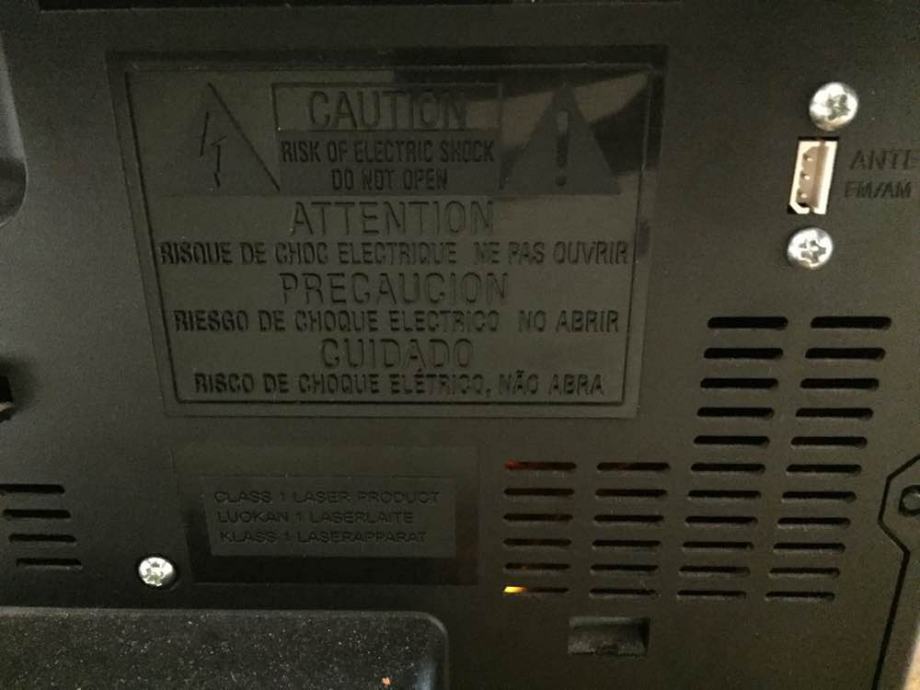 CAUTION
RISK OF ELECTRIC SHOCK
DO NOT OPEN
ATTENTION
RISQUE DE CHOC ELECTRIQUE NE PAS OUVRIR
PRECAUCION
RIESGO DE CHOQUE ELECTRICO NO ABRIR
CUIDADO
RISCO DE CHOQUE ELÉTRICO, NÃO ABRA
ANTE
FM/AM
CLASS 1 LASER PRODUCT
LUOKAN 1 LASERLAITE
KLASS 1 LASERAPPARAT